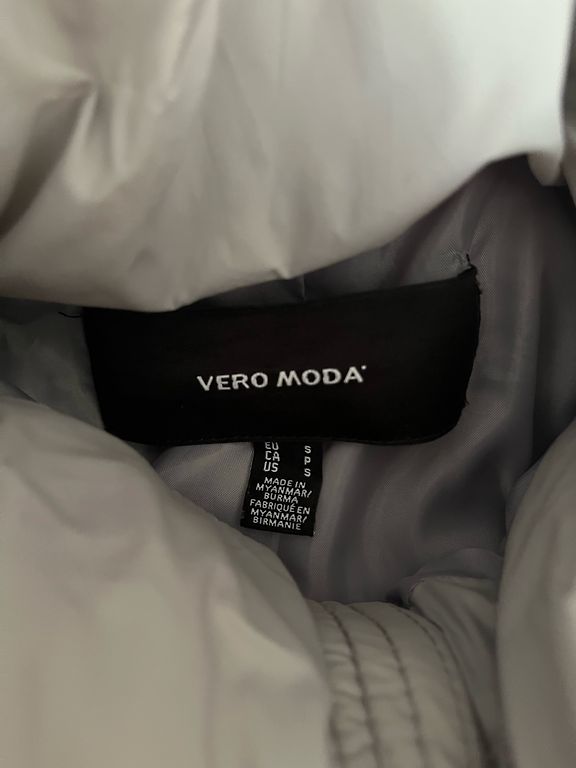 VERO MODA
EU S
CA P
US S
MADE IN
MYANMAR/
BURMA
FABRIQUÉ EN
MYANMAR/
BIRMANIE